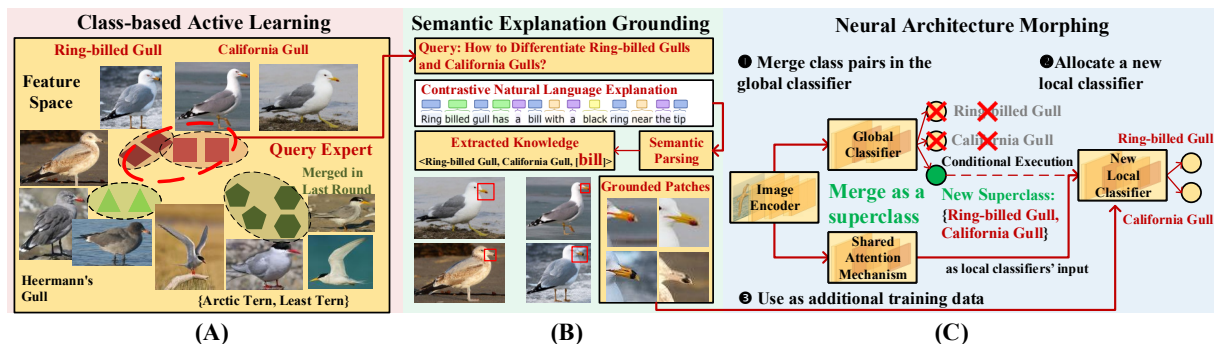 Class-based Active Learning
Ring-billed Gull
California Gull
Feature
Space
Query Expert
Merged in
Last Round
Heermann's
Gull
{Arctic Tern, Least Tern}
(A)
Semantic Explanation Grounding
Query: How to Differentiate Ring-billed Gulls
and California Gulls?
Contrastive Natural Language Explanation
Ring billed gull has a bill with a black ring near the tip
Extracted Knowledge
<Ring-billed Gull, California Gull, [bill]>
Semantic
Parsing
Grounded Patches
(B)
Neural Architecture Morphing
❶ Merge class pairs in the
global classifier
❷Allocate a new
local classifier
Global
Classifier
Ring-billed Gull
California Gull
Conditional Execution
Image
Encoder
Merge as a
superclass
New Superclass:
{Ring-billed Gull,
California Gull}
Shared
Attention
Mechanism
as local classifiers' input
New
Local
Classifier
Ring-billed Gull
California Gull
❸ Use as additional training data
(C)